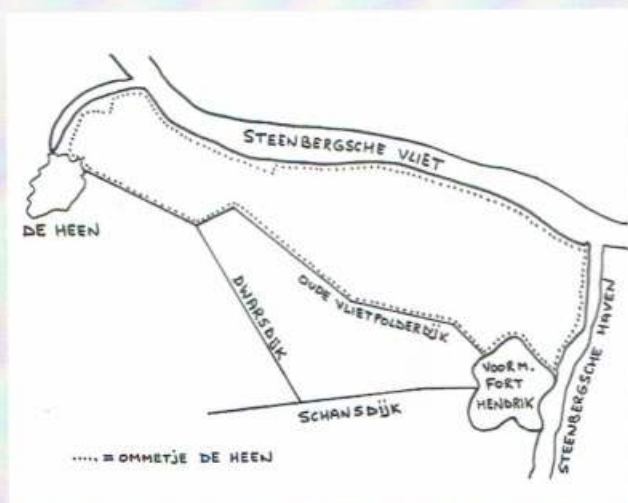 STEENBERGSCHE VLIET
DE HEEN
DWARSDIJK
OUDE VLIETPOLDERDIJK
VOORM.
FORT
HENDRIK
STEENBERGSCHE HAVEN
SCHANSDIJK
..... = OMMETJE DE HEEN